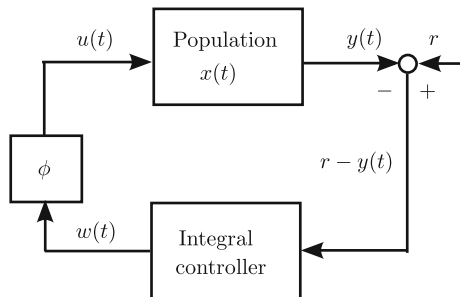 u(t)
Population
x(t)
y(t)
r
− +
ϕ
r − y(t)
w(t)
Integral
controller